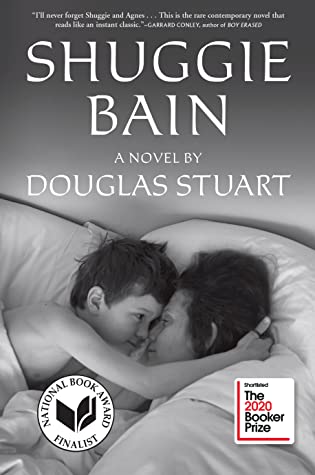 "I'll never forget Shuggie and Agnes . . . This is the rare contemporary novel that
reads like an instant classic."—GARRARD CONLEY, author of BOY ERASED
SHUGGIE
BAIN
A NOVEL BY
DOUGLAS STUART
NATIONAL BOOK AWARD
FINALIST
Shortlisted
The
2020
Booker
Prize